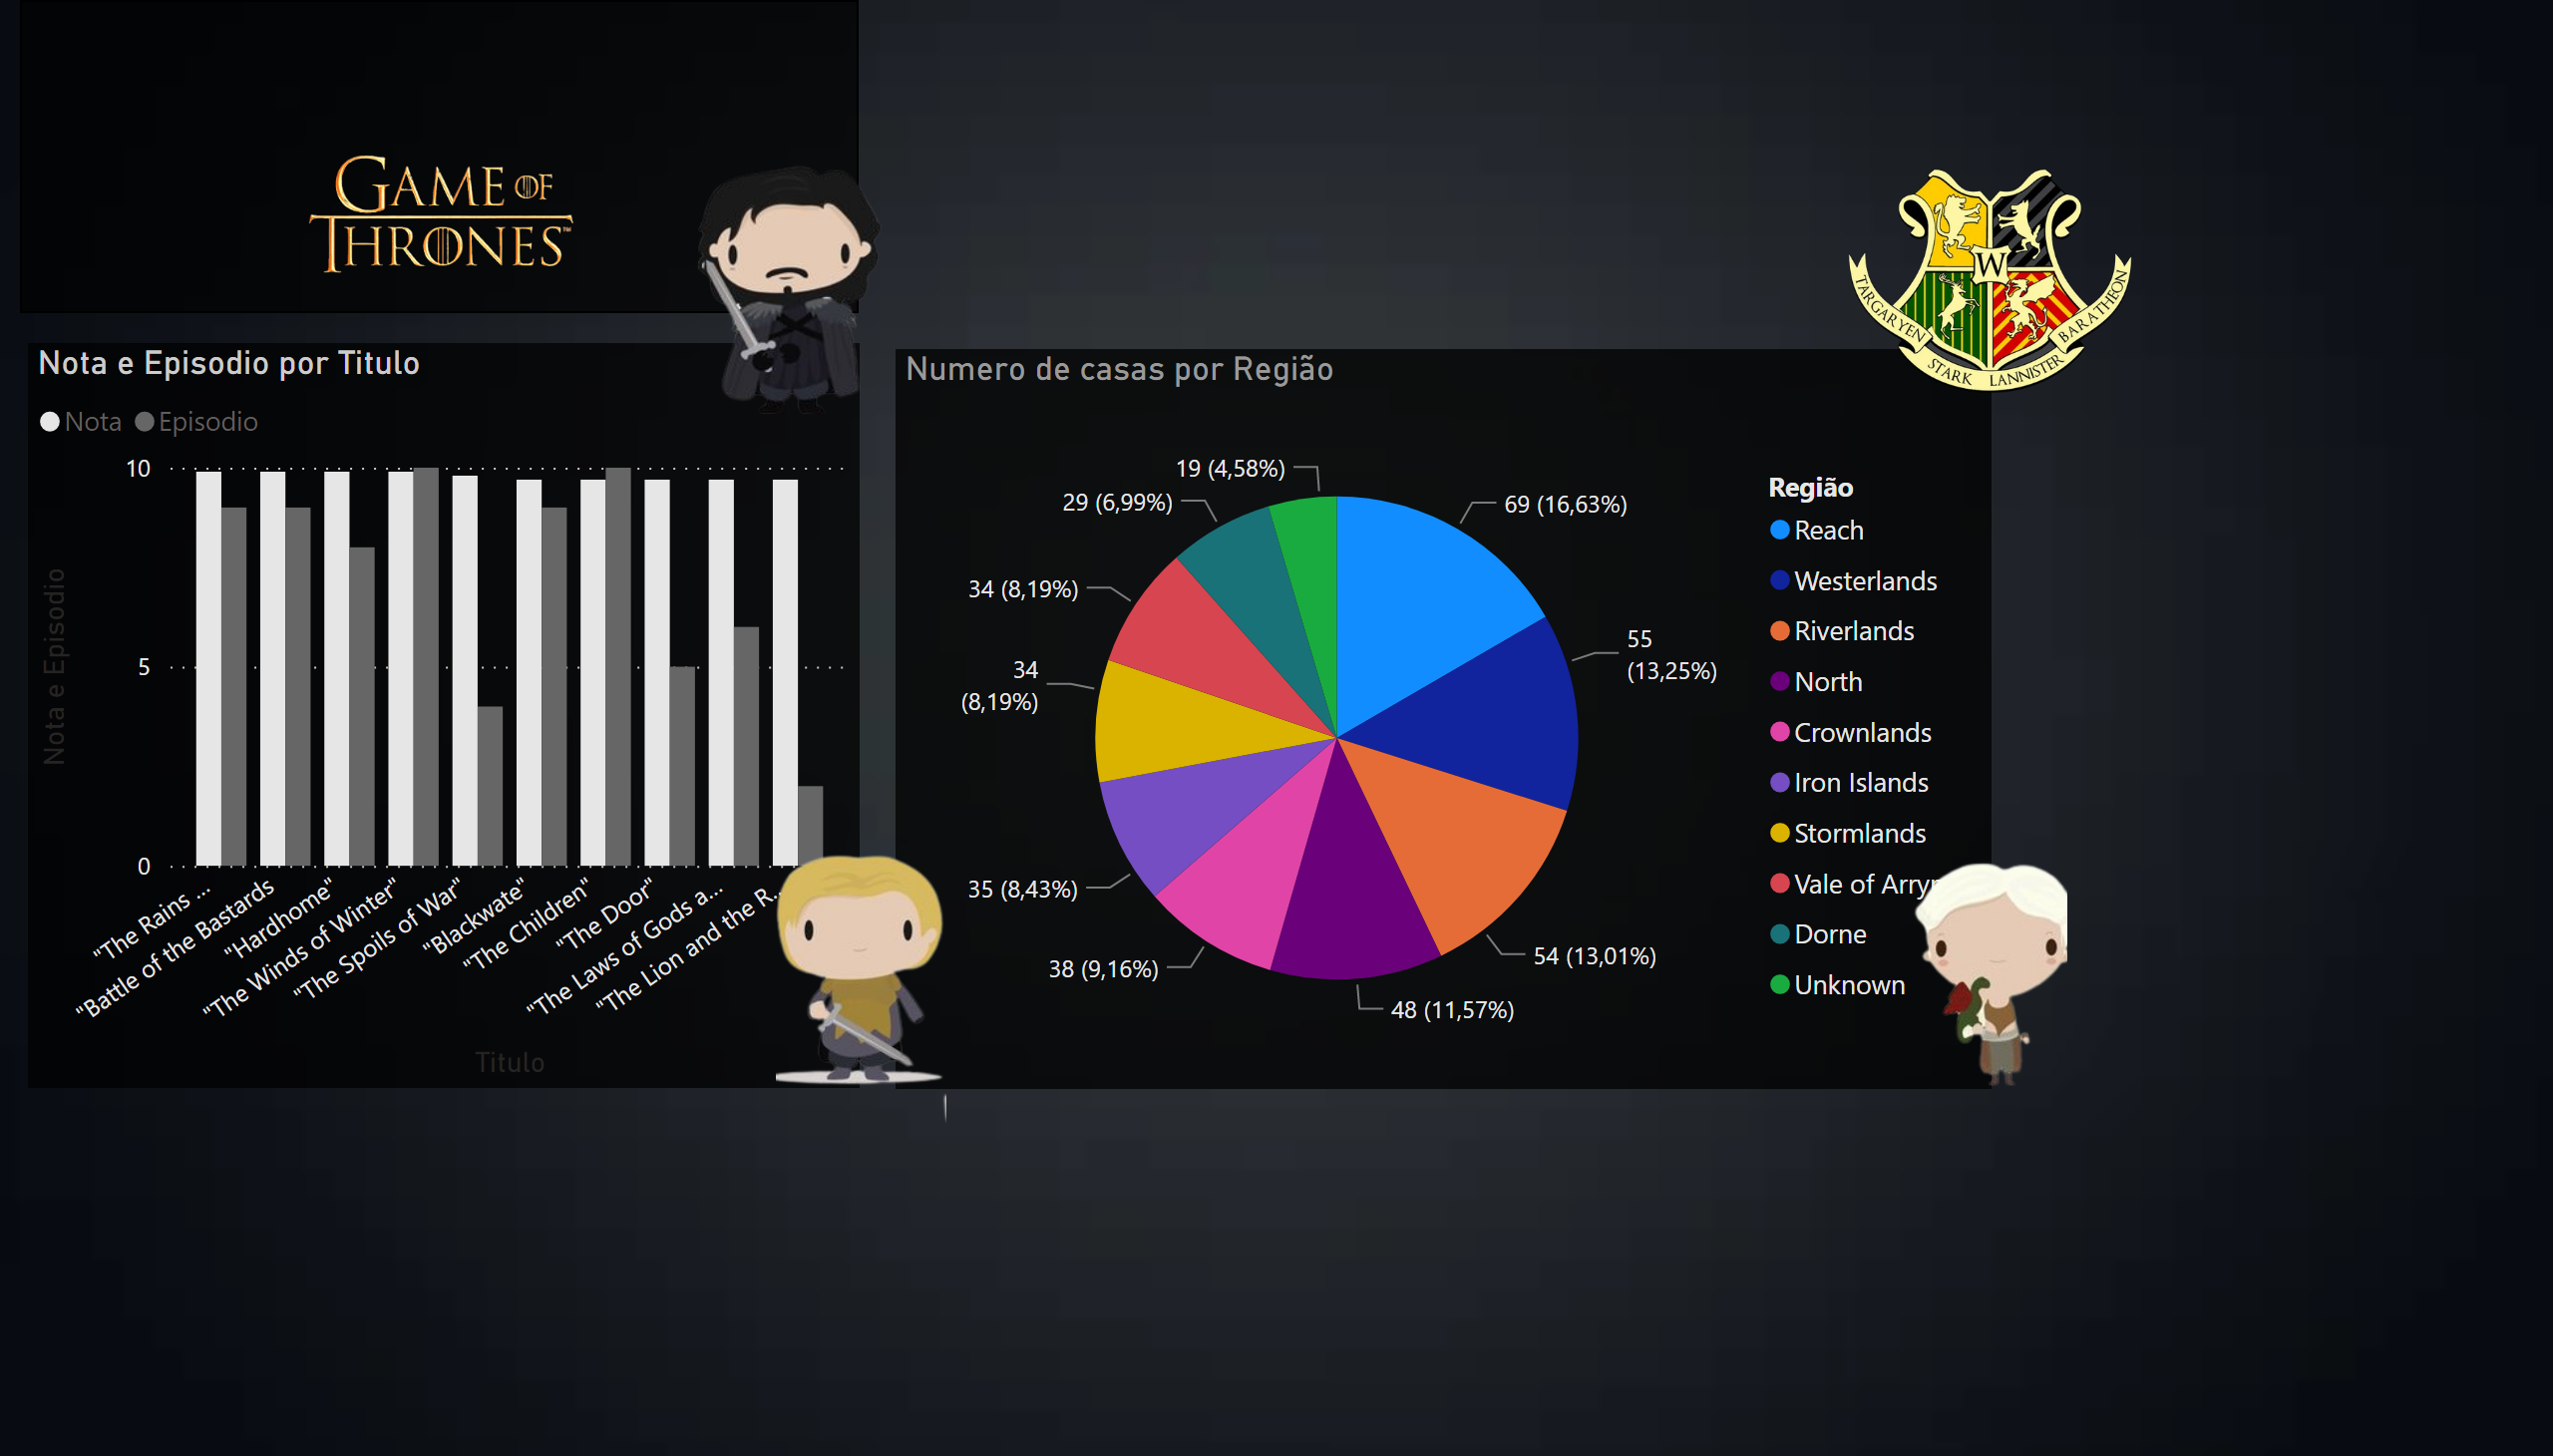 GAME OF
THRONES™
W
TARGARYEN
STARK
LANNISTER
BARATHEON
Nota e Episodio por Titulo
Nota
Episodio
Nota e Episodio
10
5
0
"The Rains ...
"Battle of the Bastards
"Hardhome"
"The Winds of Winter"
"The Spoils of War"
"Blackwate"
"The Children"
"The Door"
"The Laws of Gods a...
"The Lion and the R...
Titulo
Numero de casas por Região
19 (4,58%)
29 (6,99%)
34 (8,19%)
34
(8,19%)
35 (8,43%)
38 (9,16%)
48 (11,57%)
54 (13,01%)
55
(13,25%)
69 (16,63%)
Região
Reach
Westerlands
Riverlands
North
Crownlands
Iron Islands
Stormlands
Vale of Arryn
Dorne
Unknown